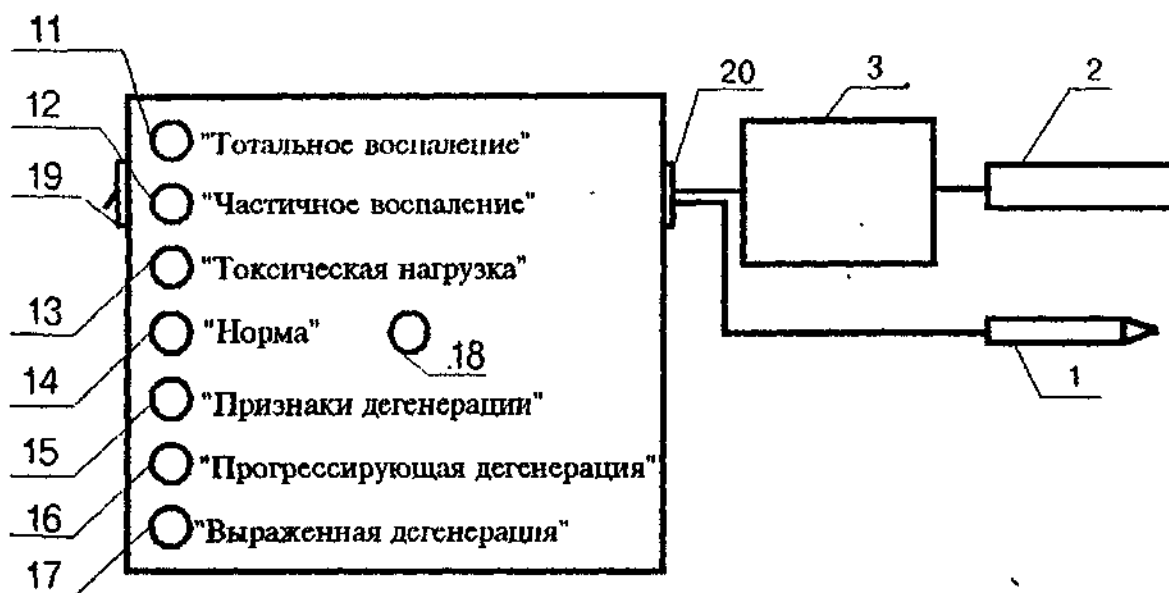 11
3
20
2
"Тотальное воспаление"
12
19
"Частичное воспаление"
"Токсическая нагрузка"
13
"Норма"
18
14
1
"Признаки дегенерации"
15
"Прогрессирующая дегенерация"
16
"Выраженная дегенерация"
17